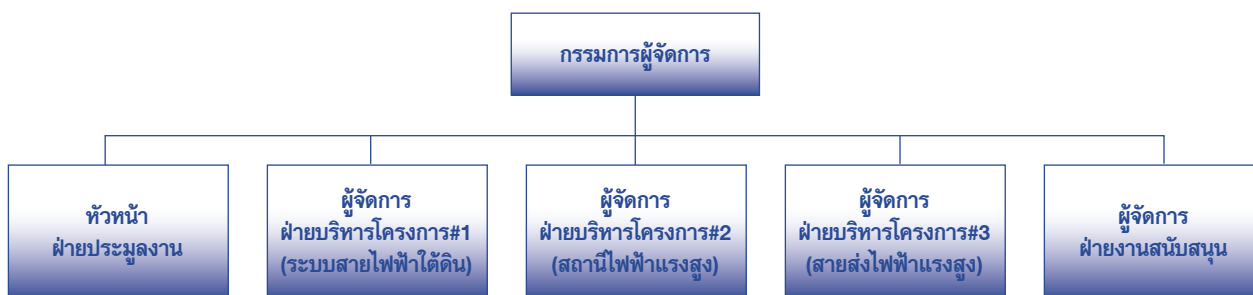 กรรมการผู้จัดการ
หัวหน้า
ฝ่ายประมูลงาน
ผู้จัดการ
ฝ่ายบริหารโครงการ#1
(ระบบสายไฟฟ้าใต้ดิน)
ผู้จัดการ
ฝ่ายบริหารโครงการ#2
(สถานีไฟฟ้าแรงสูง)
ผู้จัดการ
ฝ่ายบริหารโครงการ#3
(สายส่งไฟฟ้าแรงสูง)
ผู้จัดการ
ฝ่ายงานสนับสนุน